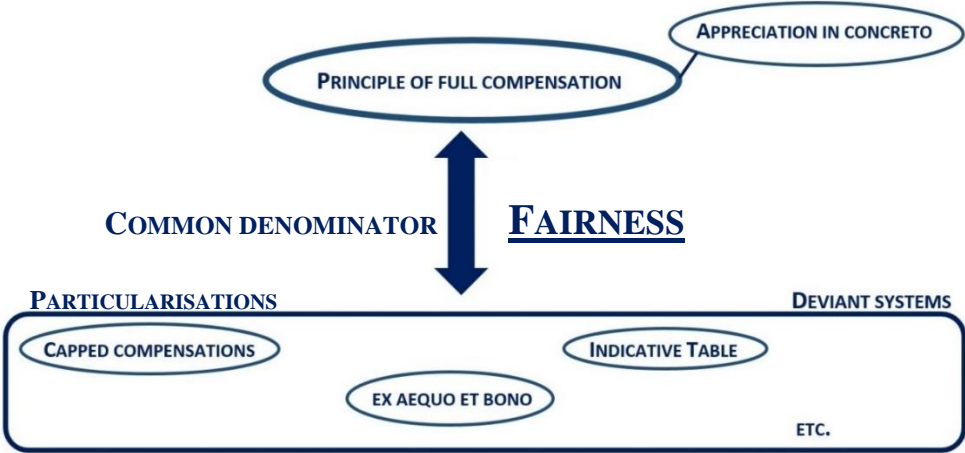 APPRECIATION IN CONCRETO
PRINCIPLE OF FULL COMPENSATION
COMMON DENOMINATOR FAIRNESS
PARTICULARISATIONS DEVIANT SYSTEMS
CAPPED COMPENSATIONS INDICATIVE TABLE
EX AEQUO ET BONO
ETC.